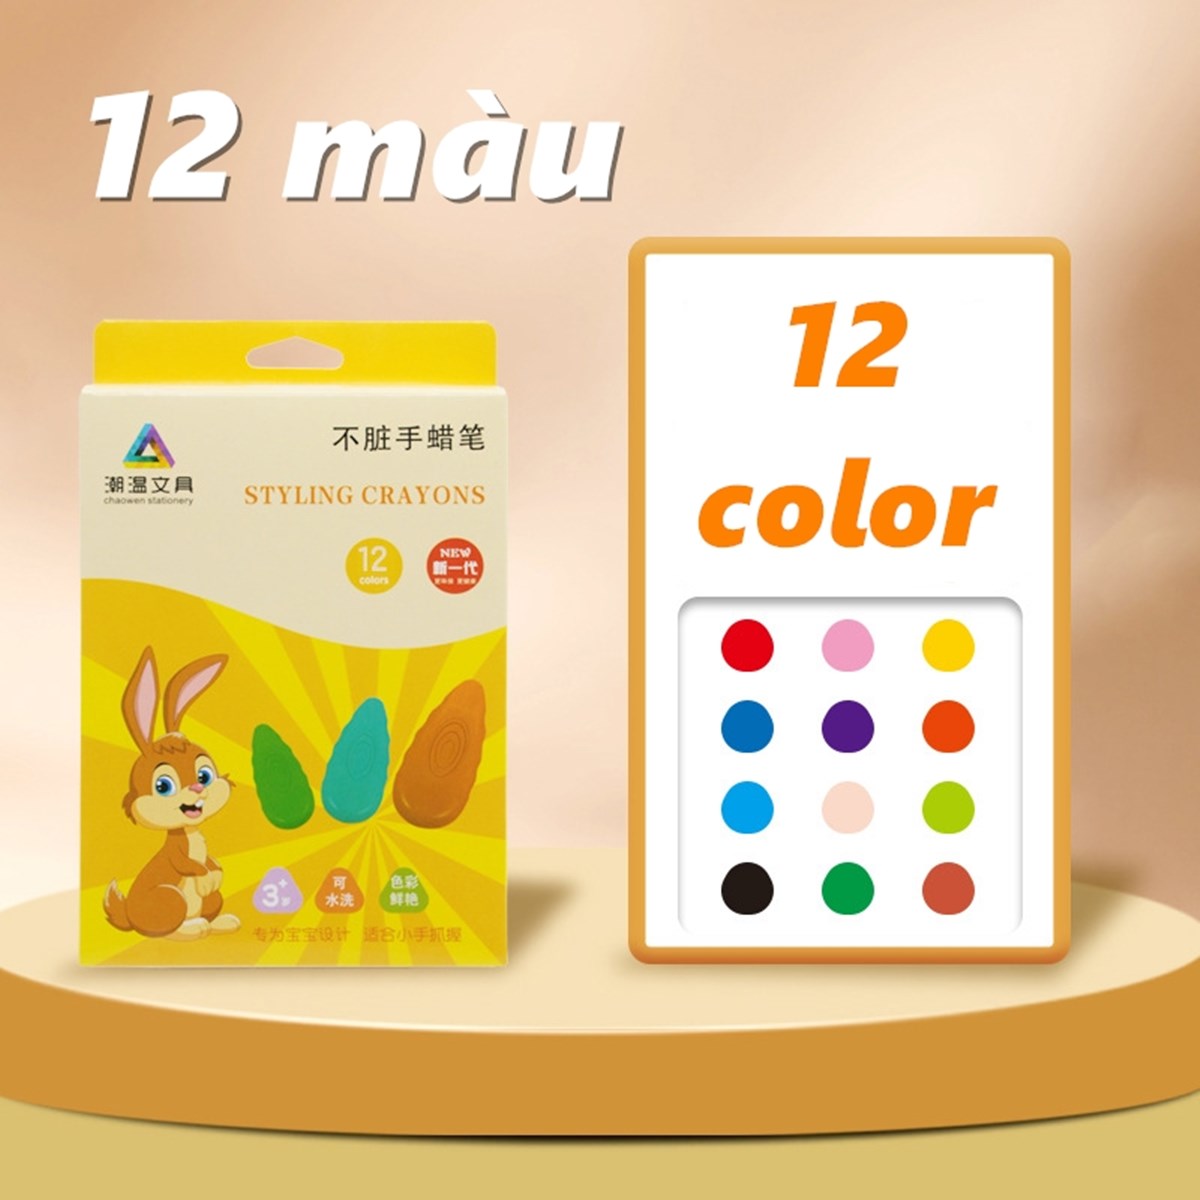 12 màu
12
color
不脏手蜡笔
潮温文具
chaowen stationery
STYLING CRAYONS
12
colors
NEW
新一代
3+
岁
可
水洗
色彩
鲜艳
专为宝宝设计 适合小手抓握